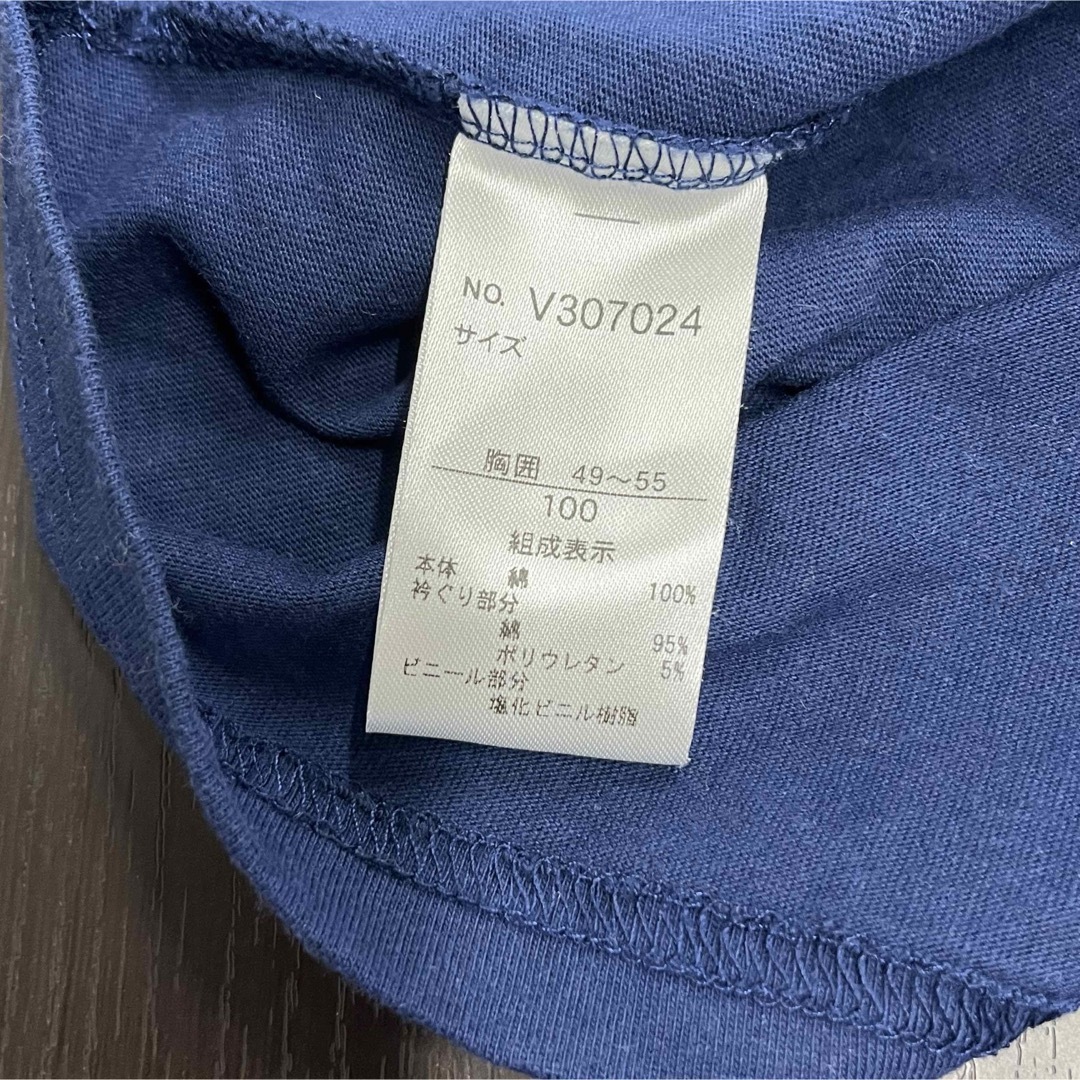 NO. V307024
サイズ
胸囲 49～55
100
組成表示
本体 綿 100%
衿ぐり部分
綿 95%
ポリウレタン 5%
ビニール部分
塩化ビニル樹脂